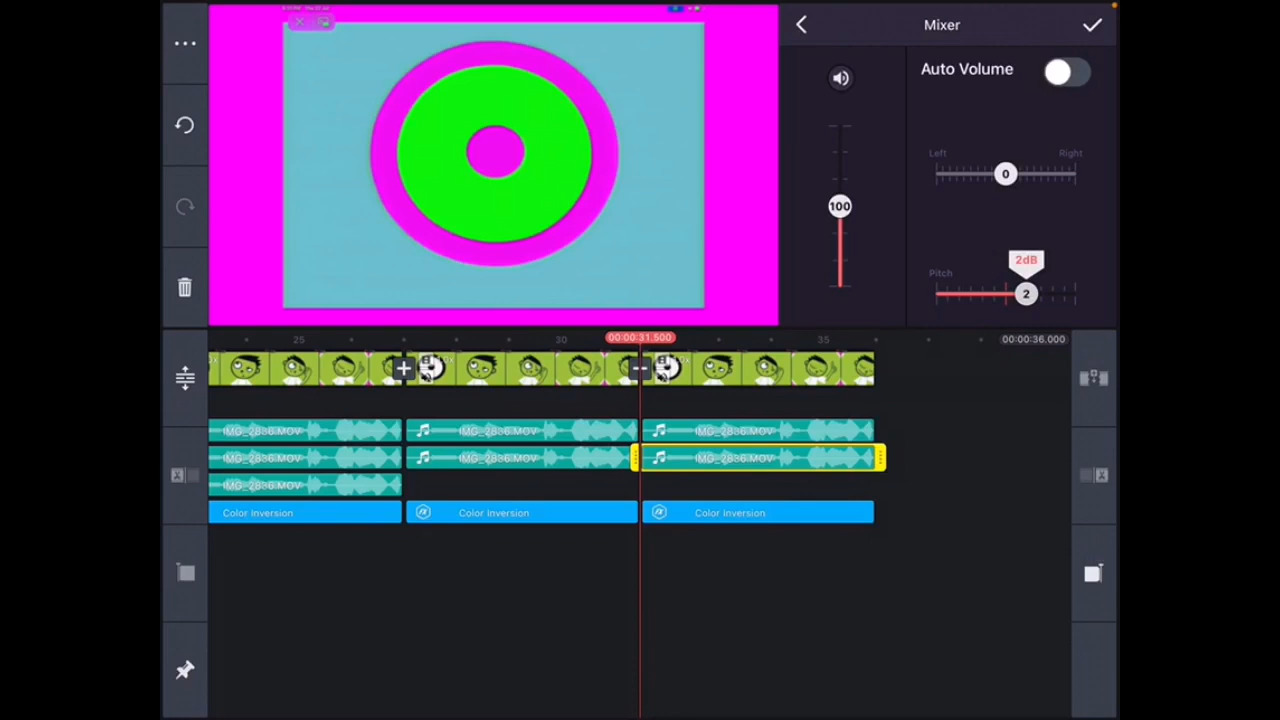 Mixer
Auto Volume
100
Left
Right
0
2dB
Pitch
2
25
30
00:00:31.500
35
00:00:36.000
IMG_2836.MOV
IMG_2836.MOV
IMG_2836.MOV
IMG_2836.MOV
IMG_2836.MOV
IMG_2836.MOV
IMG_2836.MOV
Color Inversion
Color Inversion
Color Inversion